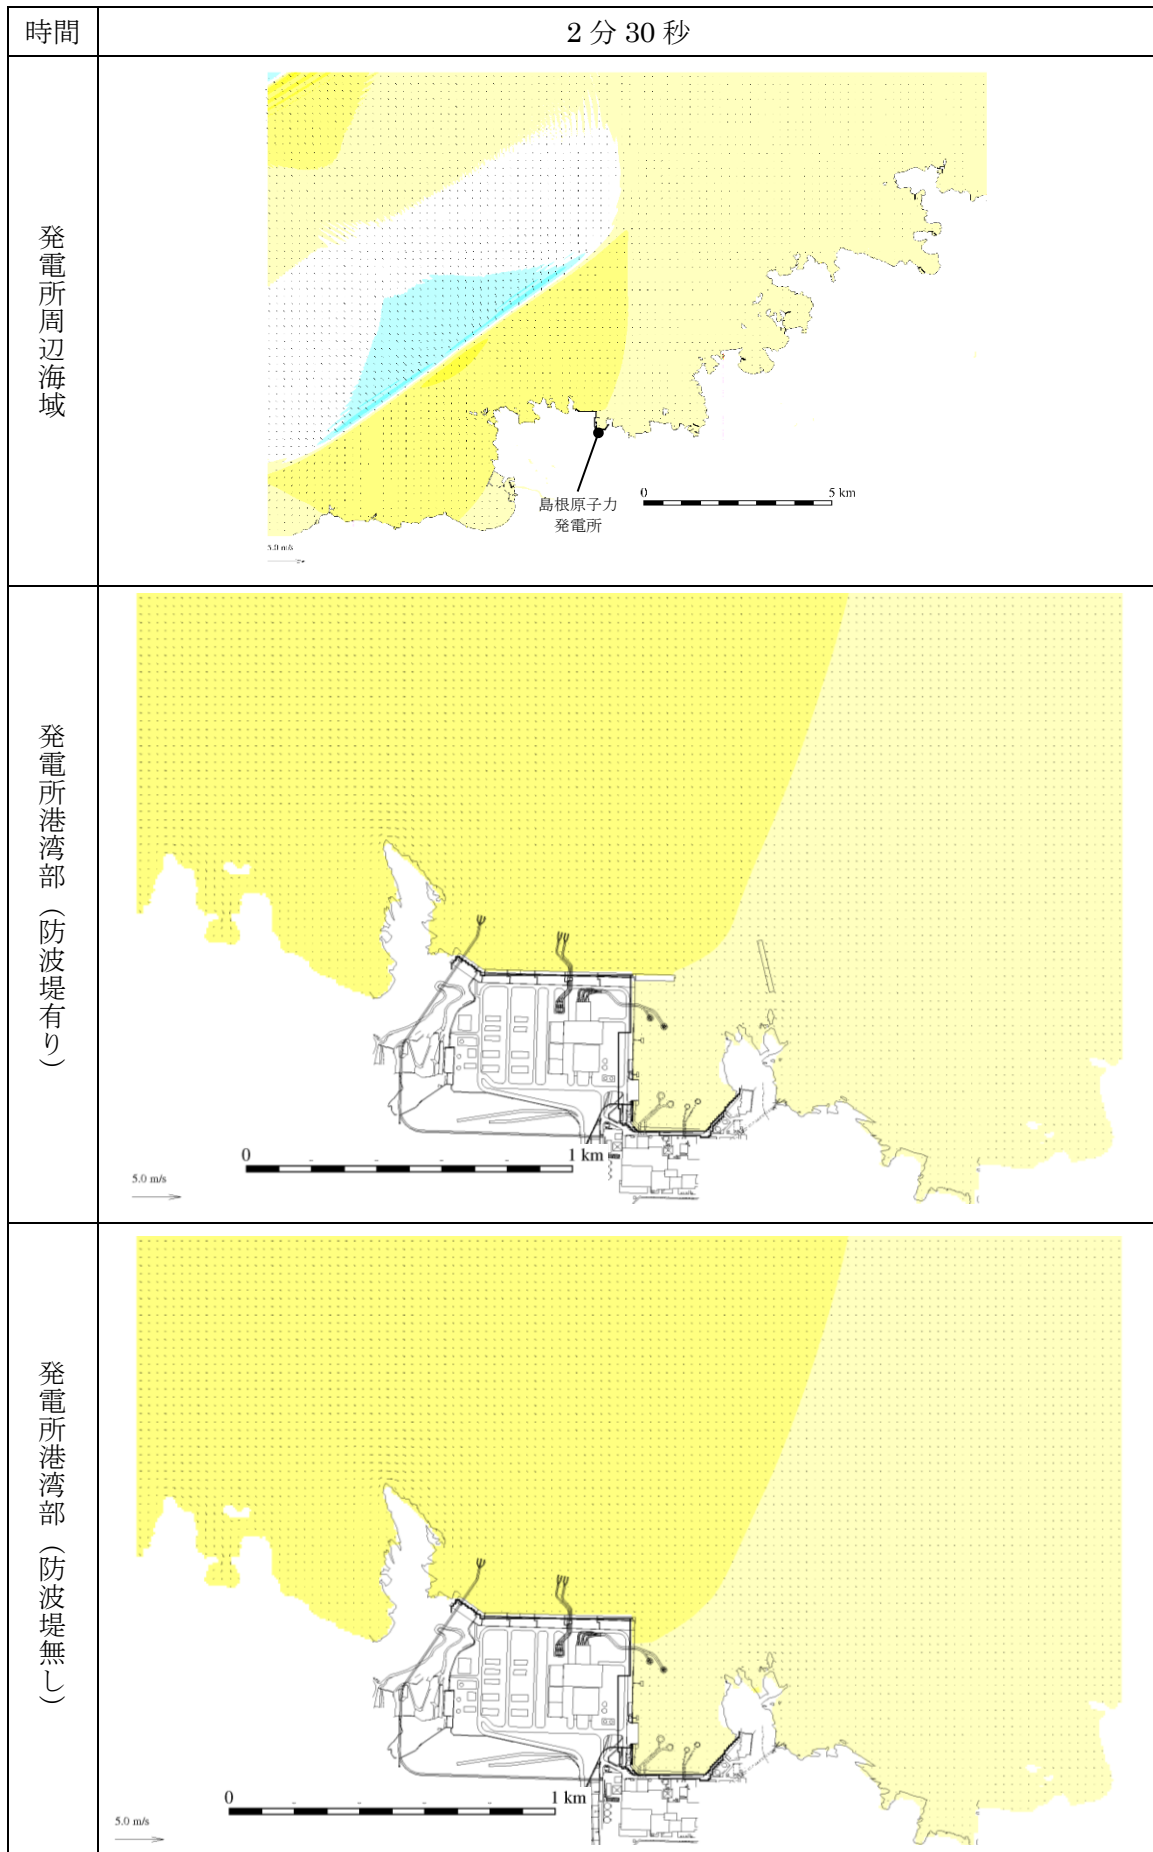 時間
2分30秒
発電所周辺海域
島根原子力
発電所
0 5 km
5.0 m/s
発電所港湾部（防波堤有り）
0 1 km
5.0 m/s
発電所港湾部（防波堤無し）
0 1 km
5.0 m/s